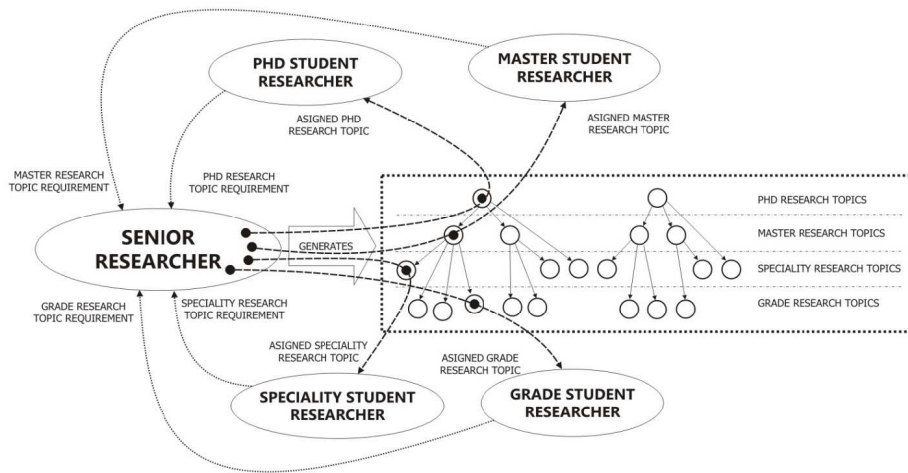 PHD STUDENT
RESEARCHER
MASTER STUDENT
RESEARCHER
ASIGNED PHD
RESEARCH TOPIC
ASIGNED MASTER
RESEARCH TOPIC
MASTER RESEARCH
TOPIC REQUIREMENT
PHD RESEARCH
TOPIC REQUIREMENT
PHD RESEARCH TOPICS
MASTER RESEARCH TOPICS
SPECIALITY RESEARCH TOPICS
GRADE RESEARCH TOPICS
SENIOR
RESEARCHER
GENERATES
GRADE RESEARCH
TOPIC REQUIREMENT
SPECIALITY RESEARCH
TOPIC REQUIREMENT
ASIGNED SPECIALITY
RESEARCH TOPIC
ASIGNED GRADE
RESEARCH TOPIC
SPECIALITY STUDENT
RESEARCHER
GRADE STUDENT
RESEARCHER